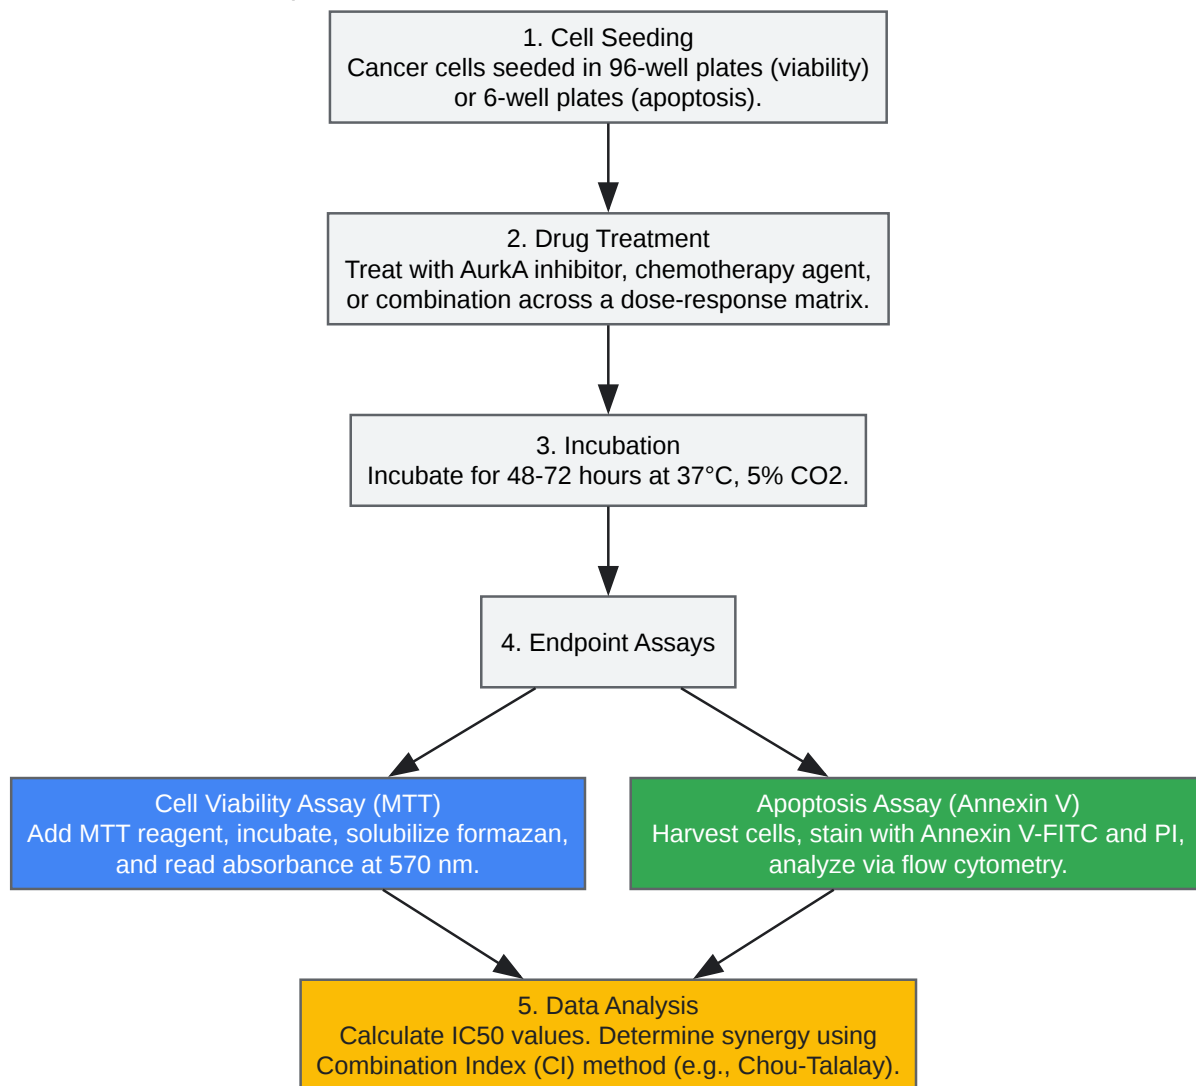 1. Cell Seeding
Cancer cells seeded in 96-well plates (viability)
or 6-well plates (apoptosis).
2. Drug Treatment
Treat with AurkA inhibitor, chemotherapy agent,
or combination across a dose-response matrix.
3. Incubation
Incubate for 48-72 hours at 37°C, 5% CO2.
4. Endpoint Assays
Cell Viability Assay (MTT)
Add MTT reagent, incubate, solubilize formazan,
and read absorbance at 570 nm.
Apoptosis Assay (Annexin V)
Harvest cells, stain with Annexin V-FITC and PI,
analyze via flow cytometry.
5. Data Analysis
Calculate IC50 values. Determine synergy using
Combination Index (CI) method (e.g., Chou-Talalay).